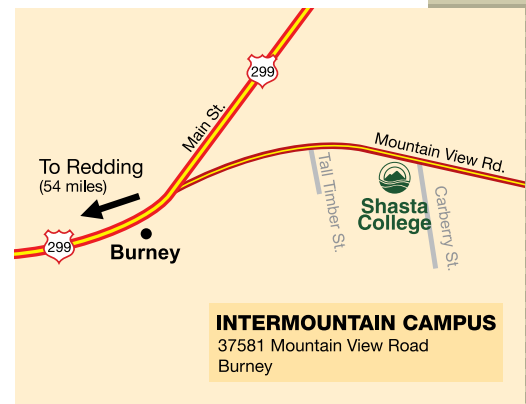 299
Main St.
Mountain View Rd.
To Redding
(54 miles)
Tall Timber St.
Shasta
College
Carberry St.
299
Burney
INTERMOUNTAIN CAMPUS
37581 Mountain View Road
Burney